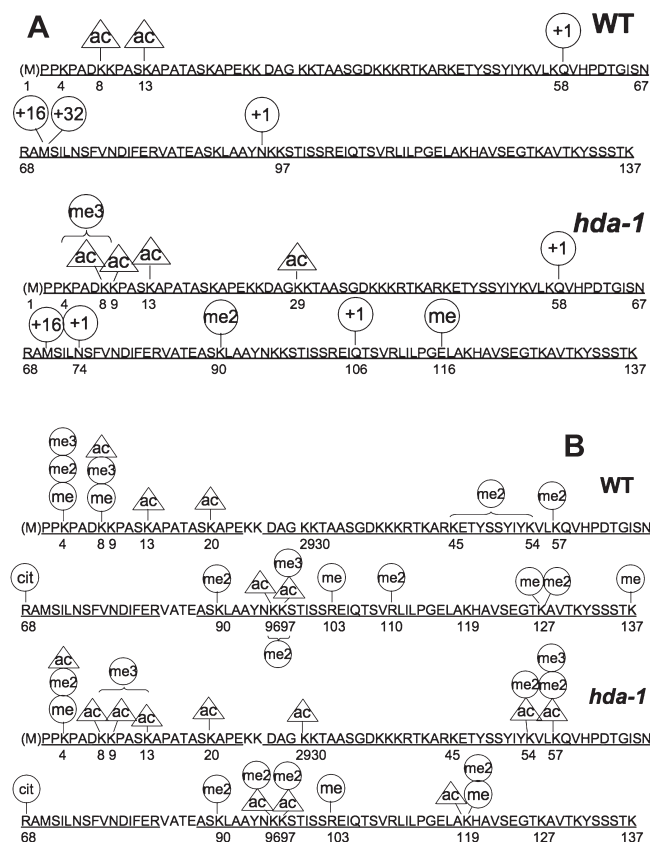 A
WT
ac ac +1
(M)PPKPADKKPASKAPATASKAPEKK DAG KKTAASGDKKKRTKARKETYSSYIYKVLKQVHPDTGISN
1 4 8 13 58 67
+16 +32 +1
RAMSILNSFVNDIFERVATEASKLAAYNKKSTISSREIQTSVRLILPGELAKHAVSEGTKAVTKYSSSTK
68 97 137
hda-1
me3
ac ac ac ac +1
(M)PPKPADKKPASKAPATASKAPEKKDAGKKTAASGDKKKRTKARKETYSSYIYKVLKQVHPDTGISN
1 4 8 9 13 29 58 67
+16 +1 me2 +1 me
RAMSILNSFVNDIFERVATEASKLAAYNKKSTISSREIQTSVRLILPGELAKHAVSEGTKAVTKYSSSTK
68 74 90 106 116 137
B
WT
me3 ac
me2 me3 ac ac me2 me2
me me
(M)PPKPADKKPASKAPATASKAPEKK DAG KKTAASGDKKKRTKARKETYSSYIYKVLKQVHPDTGISN
4 8 9 13 20 2930 45 54 57
me3
cit me2 ac ac me me2 me me2 me
RAMSILNSFVNDIFERVATEASKLAAYNKKSTISSREIQTSVRLILPGELAKHAVSEGTKAVTKYSSSTK
68 90 9697 103 110 119 127 137
me2
hda-1
ac me3 me3
me2 me2 me2
me ac ac ac ac ac ac ac
(M)PPKPADKKPASKAPATASKAPEKK DAGKKTAASGDKKKRTKARKETYSSYIYKVLKQVHPDTGISN
4 8 9 13 20 2930 45 54 57
me2 me2 me2
cit me2 ac ac me ac me
RAMSILNSFVNDIFERVATEASKLAAYNKKSTISSREIQTSVRLILPGELAKHAVSEGTKAVTKYSSSTK
68 90 9697 103 119 127 137